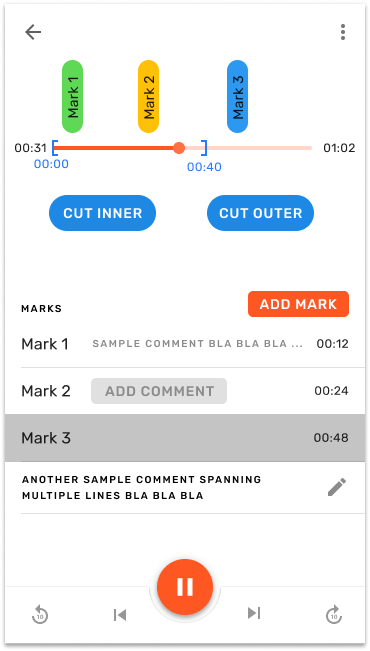 Mark 1
Mark 2
Mark 3
00:31
01:02
00:00
00:40
CUT INNER
CUT OUTER
MARKS
ADD MARK
Mark 1 SAMPLE COMMENT BLA BLA BLA ... 00:12
Mark 2 ADD COMMENT 00:24
Mark 3 00:48
ANOTHER SAMPLE COMMENT SPANNING
MULTIPLE LINES BLA BLA BLA
10
10